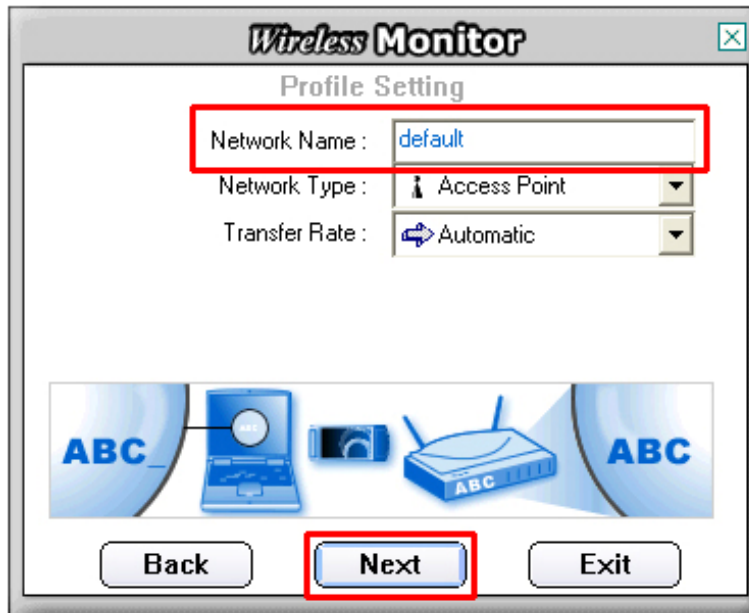 Wireless Monitor
Profile Setting
Network Name : default
Network Type : Access Point
Transfer Rate : Automatic
ABC_ ABC ABC
ABC
Back Next Exit